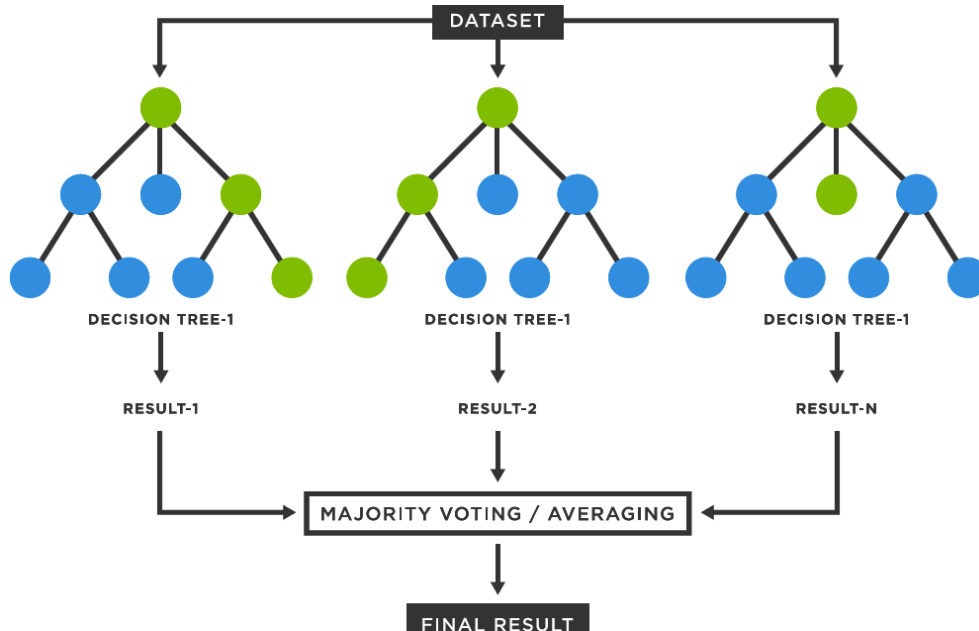 DATASET
DECISION TREE-1
DECISION TREE-1
DECISION TREE-1
RESULT-1
RESULT-2
RESULT-N
MAJORITY VOTING / AVERAGING
FINAL RESULT